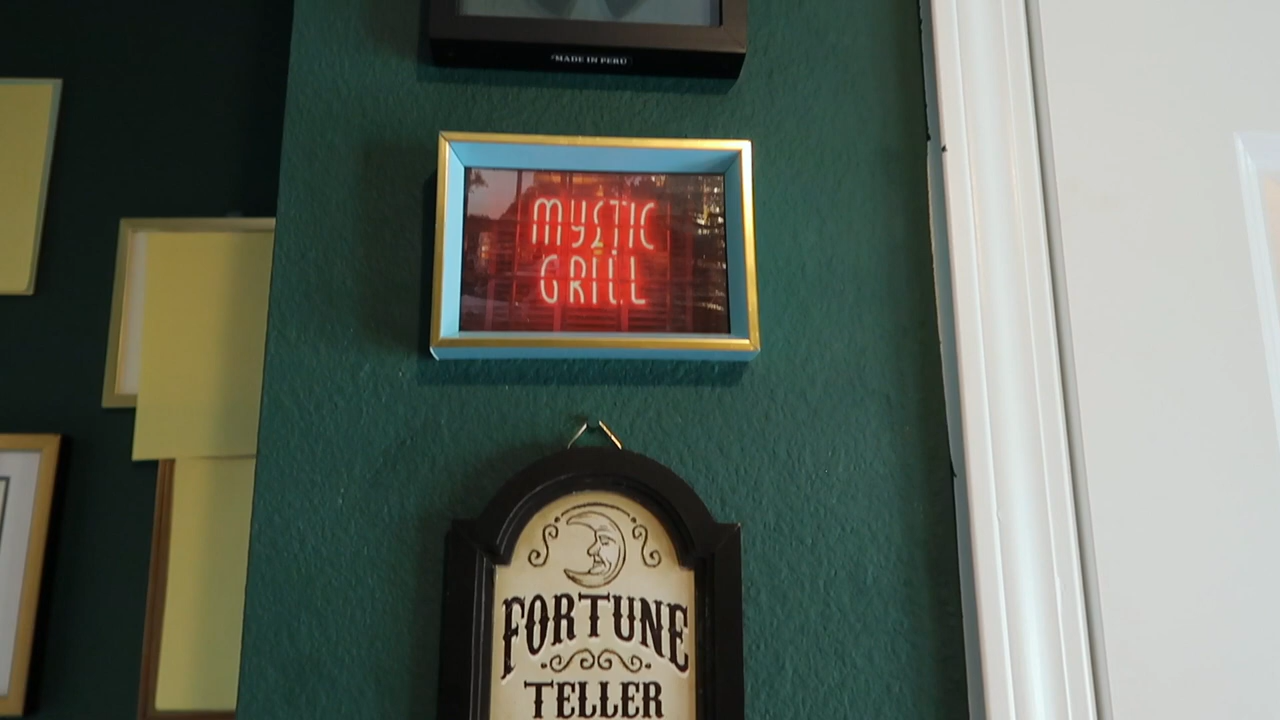 "MADE IN PERU
MYSTIC
GRILL
FORTUNE
TELLER